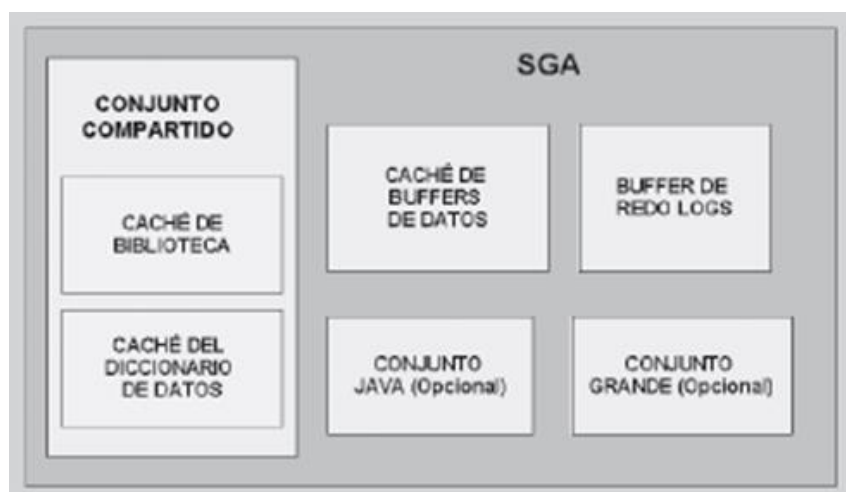 SGA
CONJUNTO
COMPARTIDO
CACHÉ DE
BIBLIOTECA
CACHÉ DEL
DICCIONARIO
DE DATOS
CACHÉ DE
BUFFERS
DE DATOS
BUFFER DE
REDO LOGS
CONJUNTO
JAVA (Opcional)
CONJUNTO
GRANDE (Opcional)